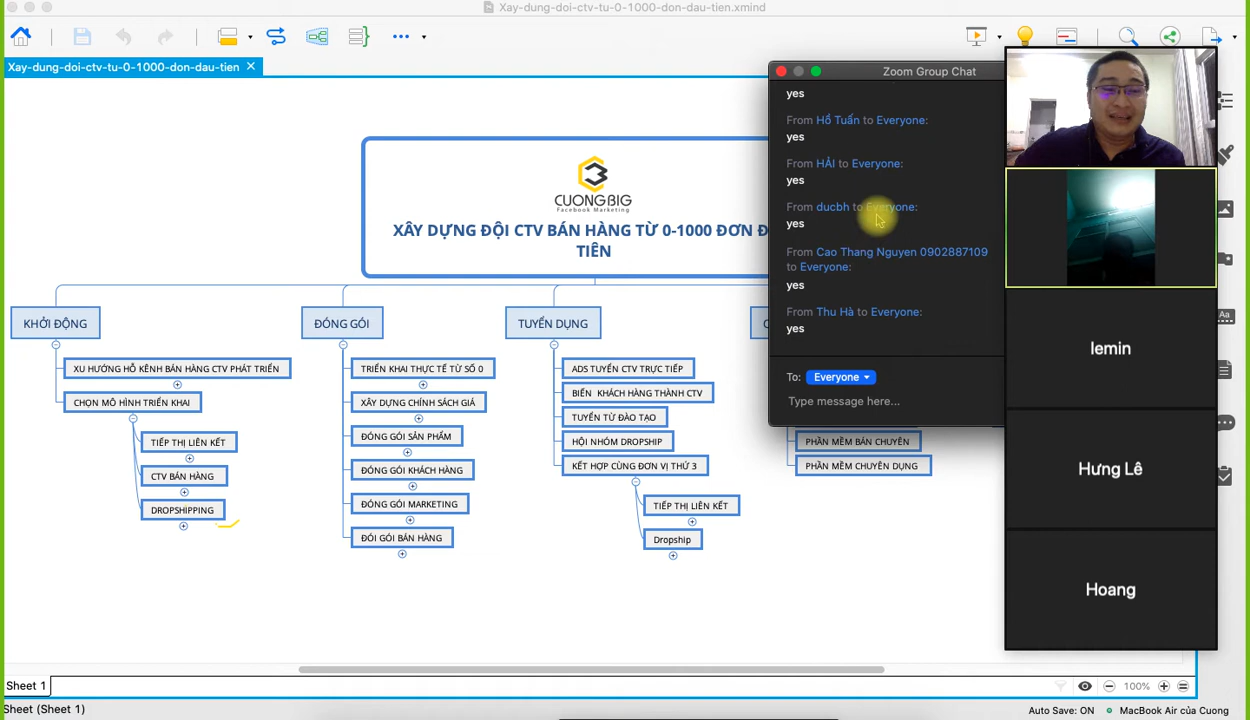 Xay-dung-doi-ctv-tu-0-1000-don-dau-tien.xmind
Xay-dung-doi-ctv-tu-0-1000-don-dau-tien
CUONGBIG
Facebook Marketing
XÂY DỰNG ĐỘI CTV BÁN HÀNG TỪ 0-1000 ĐƠN
TIÊN
KHỞI ĐỘNG
XU HƯỚNG HỖ KÊNH BÁN HÀNG CTV PHÁT TRIỂN
CHỌN MÔ HÌNH TRIỂN KHAI
TIẾP THỊ LIÊN KẾT
CTV BÁN HÀNG
DROPSHIPPING
ĐÓNG GÓI
TRIỂN KHAI THỰC TẾ TỪ SỐ 0
XÂY DỰNG CHÍNH SÁCH GIÁ
ĐÓNG GÓI SẢN PHẨM
ĐÓNG GÓI KHÁCH HÀNG
ĐÓNG GÓI MARKETING
ĐÓI GÓI BÁN HÀNG
TUYỂN DỤNG
ADS TUYỂN CTV TRỰC TIẾP
BIẾN KHÁCH HÀNG THÀNH CTV
TUYỂN TỪ ĐÀO TẠO
HỘI NHÓM DROPSHIP
KẾT HỢP CÙNG ĐƠN VỊ THỨ 3
TIẾP THỊ LIÊN KẾT
Dropship
PHẦN MỀM BÁN CHUYÊN
PHẦN MỀM CHUYÊN DỤNG
Zoom Group Chat
yes
From Hồ Tuấn to Everyone:
yes
From HẢI to Everyone:
yes
From ducbh to Everyone:
yes
From Cao Thang Nguyen 0902887109
to Everyone:
yes
From Thu Hà to Everyone:
yes
To: Everyone
Type message here...
lemin
Hưng Lê
Hoang
Aa
Sheet 1
100%
Sheet (Sheet 1)
Auto Save: ON
MacBook Air của Cuong